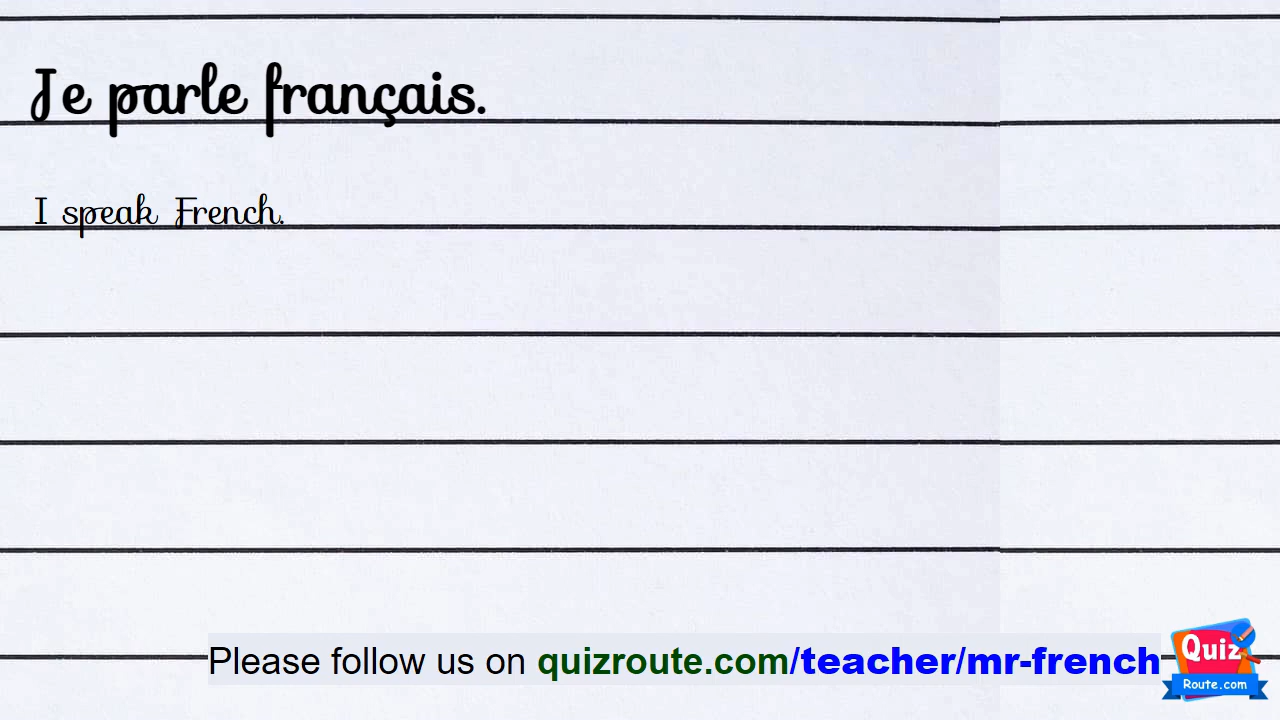 Je parle français.
I speak French.
Please follow us on quizroute.com/teacher/mr-french
Quiz
Route.com